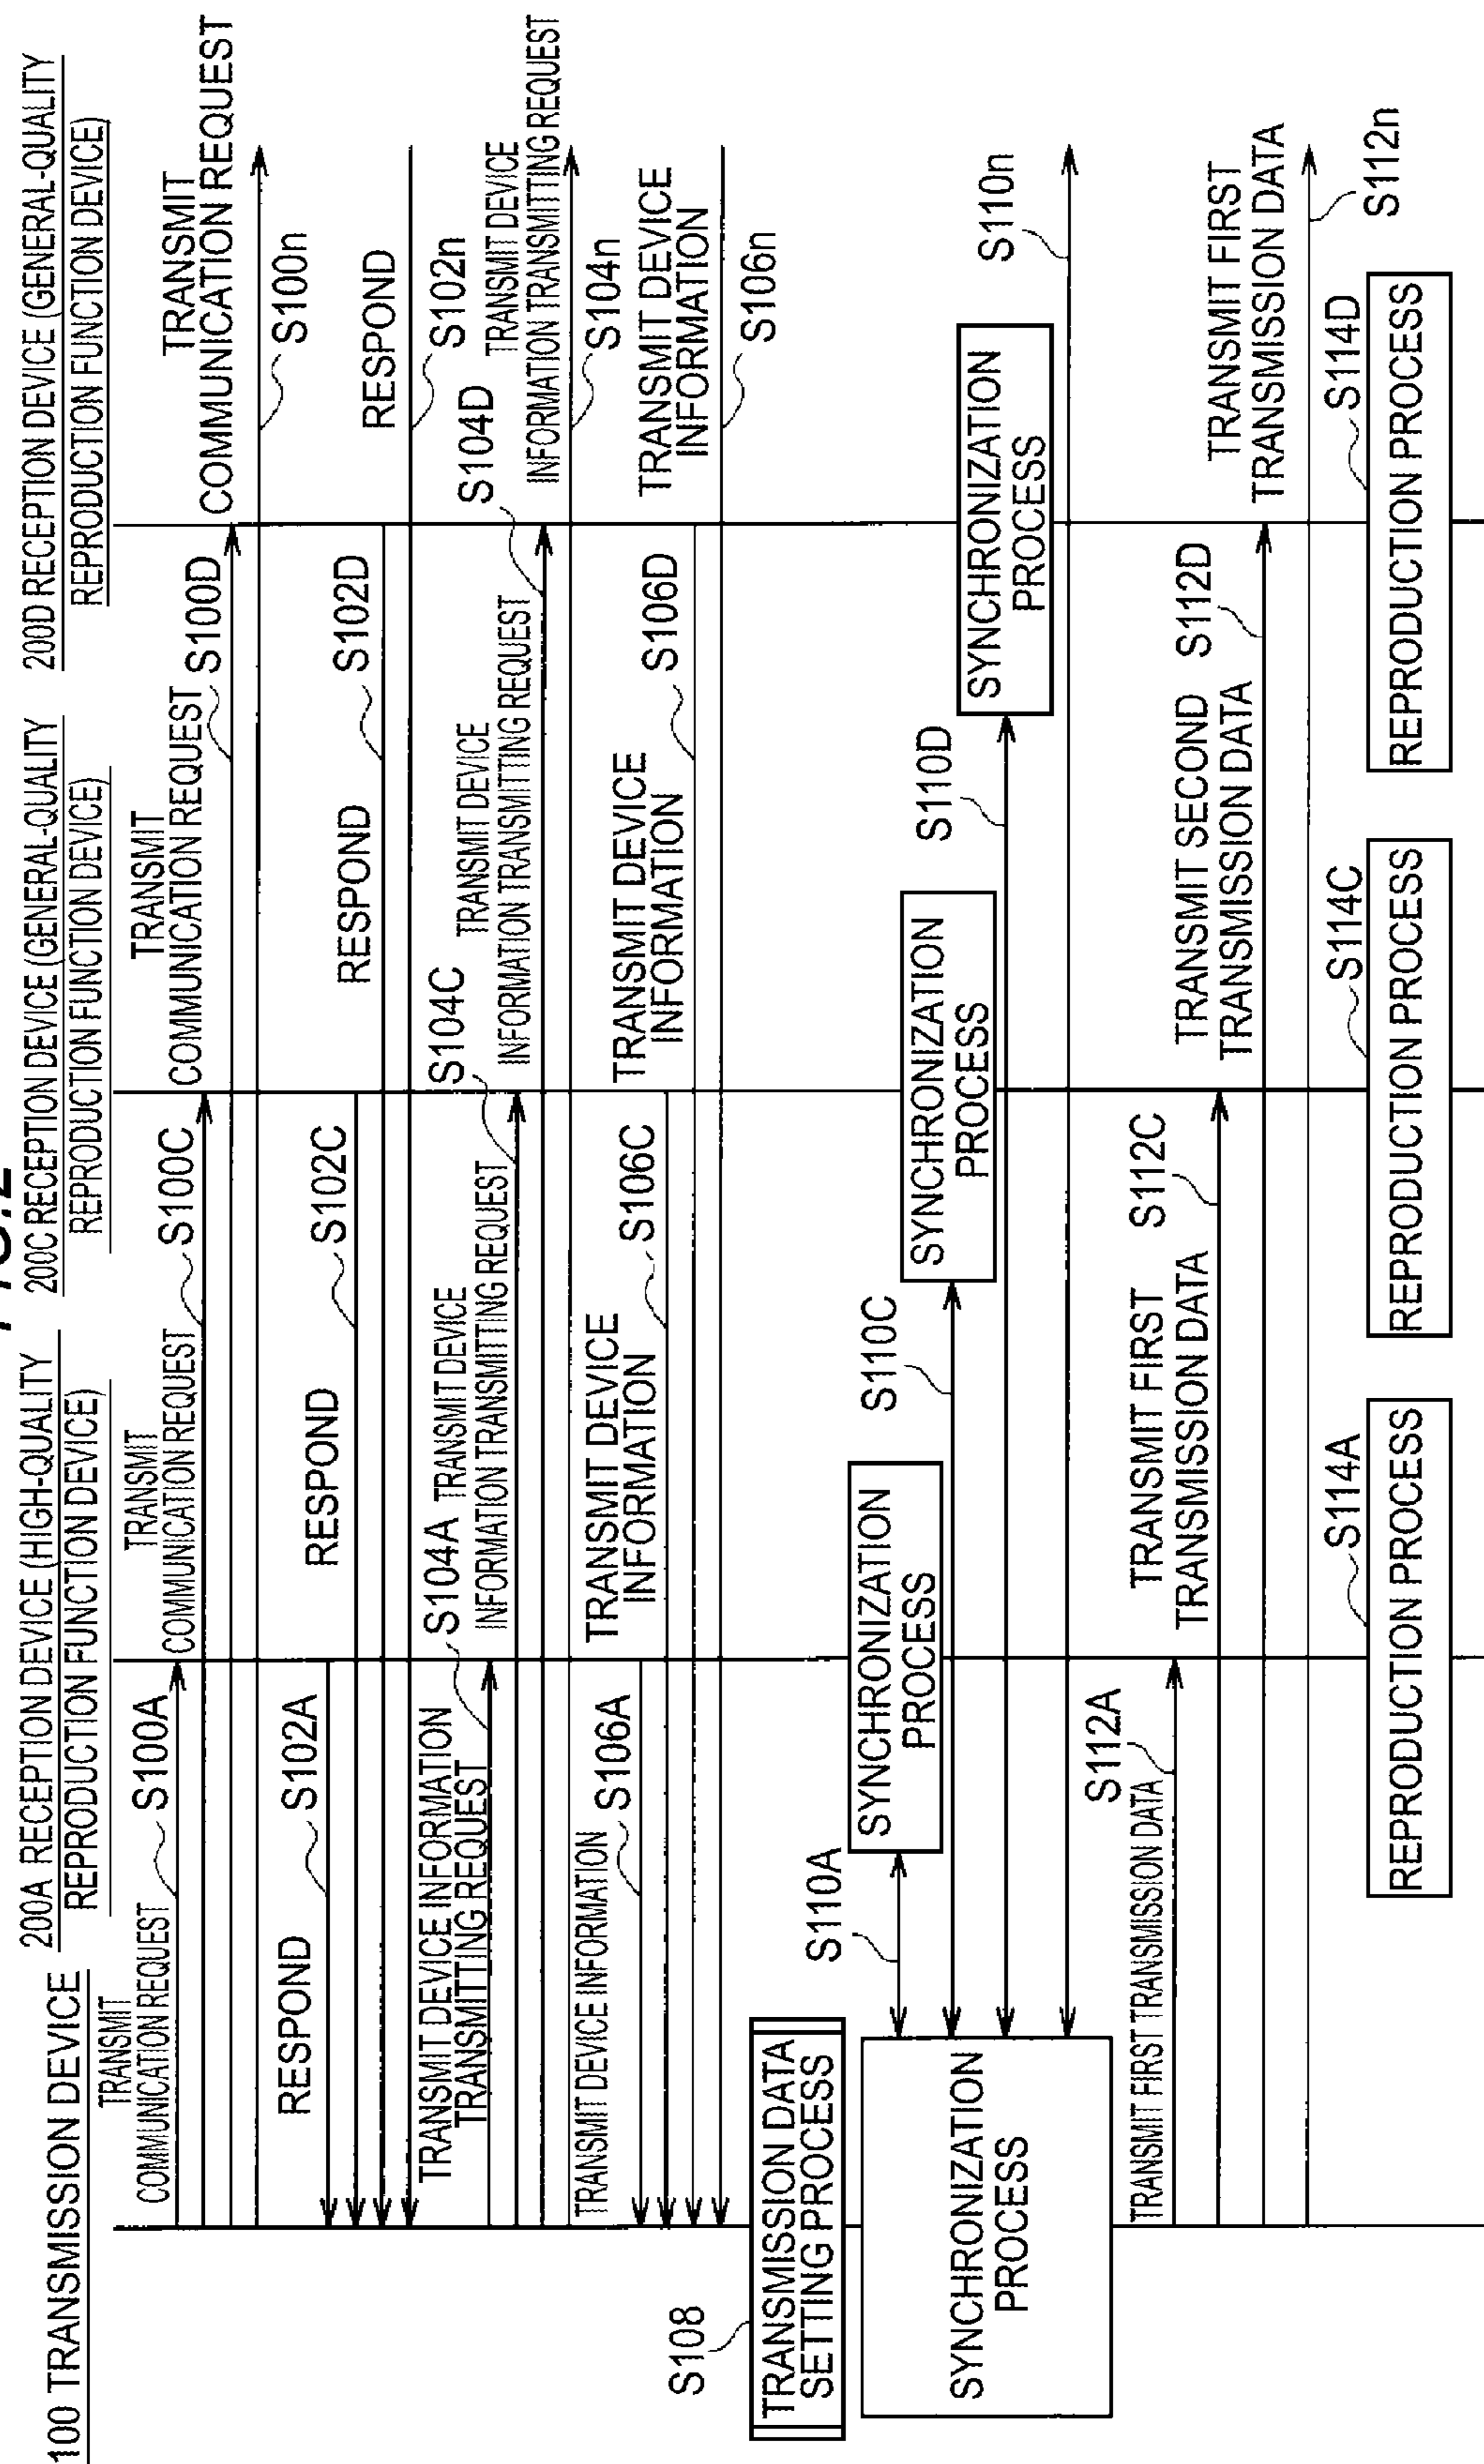 100 TRANSMISSION DEVICE
200A RECEPTION DEVICE (HIGH-QUALITY
REPRODUCTION FUNCTION DEVICE)
200C RECEPTION DEVICE (GENERAL-QUALITY
REPRODUCTION FUNCTION DEVICE)
200D RECEPTION DEVICE (GENERAL-QUALITY
REPRODUCTION FUNCTION DEVICE)
TRANSMIT
COMMUNICATION REQUEST
S100A
TRANSMIT
COMMUNICATION REQUEST
S100C
TRANSMIT
COMMUNICATION REQUEST
S100D
TRANSMIT
COMMUNICATION REQUEST
S100n
RESPOND
S102A
RESPOND
S102C
RESPOND
S102D
RESPOND
S102n
TRANSMIT DEVICE INFORMATION
TRANSMITTING REQUEST
S104A
TRANSMIT DEVICE
INFORMATION TRANSMITTING REQUEST
S104C
TRANSMIT DEVICE
INFORMATION TRANSMITTING REQUEST
S104D
TRANSMIT DEVICE
INFORMATION TRANSMITTING REQUEST
S104n
TRANSMIT DEVICE INFORMATION
S106A
TRANSMIT DEVICE
INFORMATION
S106C
TRANSMIT DEVICE
INFORMATION
S106D
TRANSMIT DEVICE
INFORMATION
S106n
S108
TRANSMISSION DATA
SETTING PROCESS
SYNCHRONIZATION
PROCESS
S110A
SYNCHRONIZATION
PROCESS
S110C
SYNCHRONIZATION
PROCESS
S110D
SYNCHRONIZATION
PROCESS
S110n
TRANSMIT FIRST TRANSMISSION DATA
S112A
TRANSMIT FIRST
TRANSMISSION DATA
S112C
TRANSMIT SECOND
TRANSMISSION DATA
S112D
TRANSMIT FIRST
TRANSMISSION DATA
S112n
S114A
REPRODUCTION PROCESS
S114C
REPRODUCTION PROCESS
S114D
REPRODUCTION PROCESS